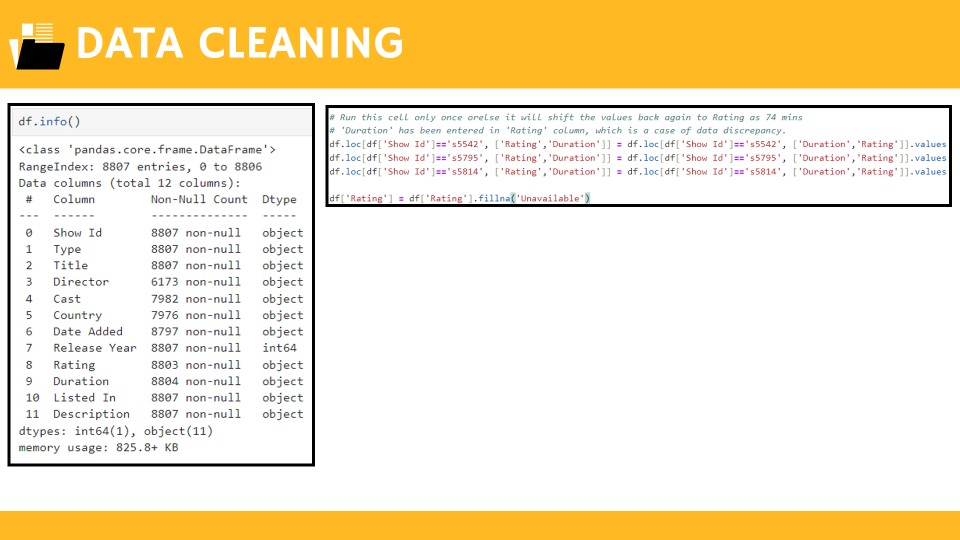 DATA CLEANING
df.info()
<class 'pandas.core.frame.DataFrame'>
RangeIndex: 8807 entries, 0 to 8806
Data columns (total 12 columns):
# Column Non-Null Count Dtype
--- ------ -------------- -----
0 Show Id 8807 non-null object
1 Type 8807 non-null object
2 Title 8807 non-null object
3 Director 6173 non-null object
4 Cast 7982 non-null object
5 Country 7976 non-null object
6 Date Added 8797 non-null object
7 Release Year 8807 non-null int64
8 Rating 8803 non-null object
9 Duration 8804 non-null object
10 Listed In 8807 non-null object
11 Description 8807 non-null object
dtypes: int64(1), object(11)
memory usage: 825.8+ KB
# Run this cell only once orelse it will shift the values back again to Rating as 74 mins
# 'Duration' has been entered in 'Rating' column, which is a case of data discrepancy.
df.loc[df['Show Id']=='s5542', ['Rating','Duration']] = df.loc[df['Show Id']=='s5542', ['Duration','Rating']].values
df.loc[df['Show Id']=='s5795', ['Rating','Duration']] = df.loc[df['Show Id']=='s5795', ['Duration','Rating']].values
df.loc[df['Show Id']=='s5814', ['Rating','Duration']] = df.loc[df['Show Id']=='s5814', ['Duration','Rating']].values
df['Rating'] = df['Rating'].fillna('Unavailable')